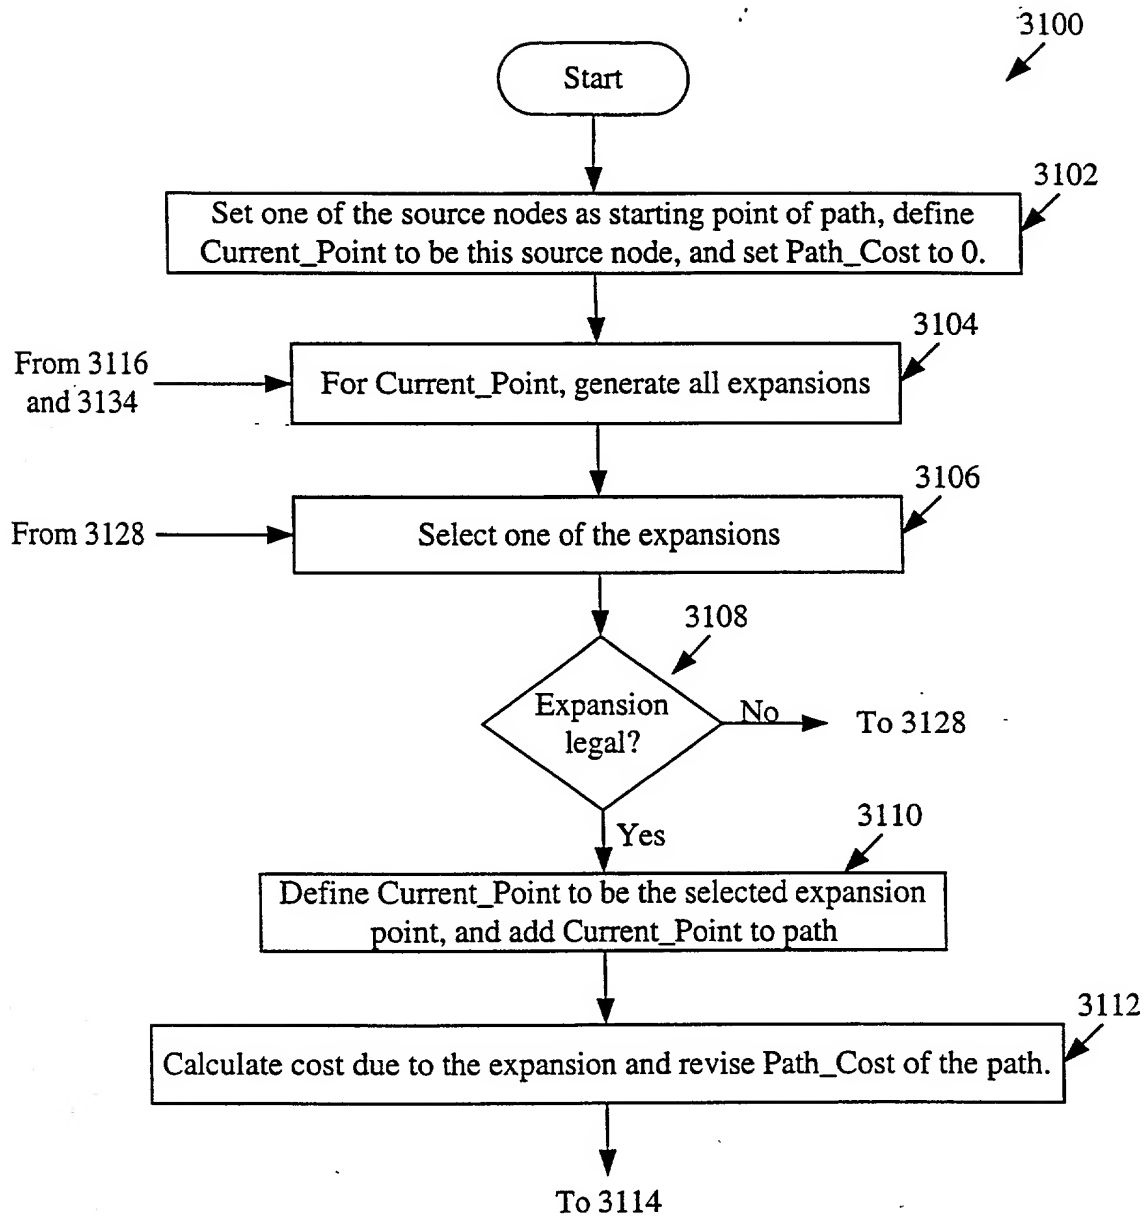 3100
Start
3102
Set one of the source nodes as starting point of path, define
Current_Point to be this source node, and set Path_Cost to 0.
3104
From 3116
and 3134
For Current_Point, generate all expansions
3106
From 3128
Select one of the expansions
3108
Expansion
legal?
No
To 3128
Yes
3110
Define Current_Point to be the selected expansion
point, and add Current_Point to path
3112
Calculate cost due to the expansion and revise Path_Cost of the path.
To 3114